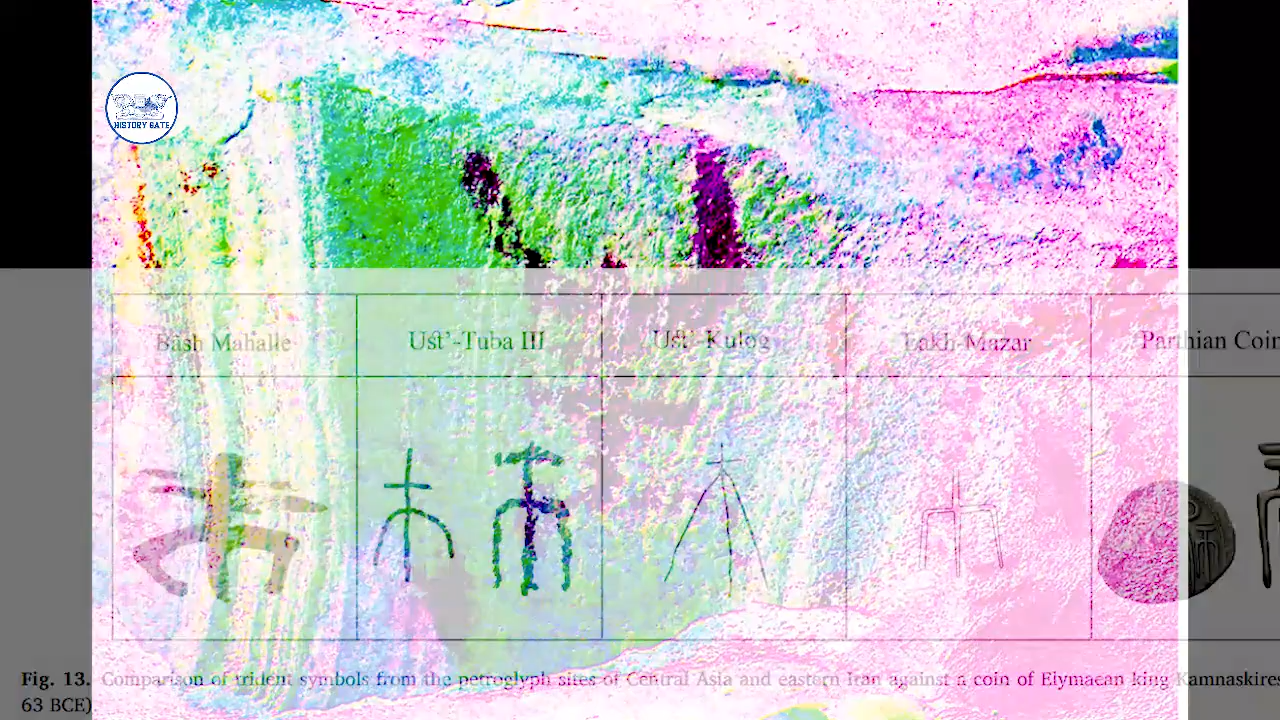 HISTORY GATE
Bash Mahalle
Ust'-Tuba III
Ust'-Kulog
Lakh-Mazar
Parthian Coin
Fig. 13. Comparison of trident symbols from the petroglyph sites of Central Asia and eastern Iran against a coin of Elymaean king Kamnaskires
63 BCE)